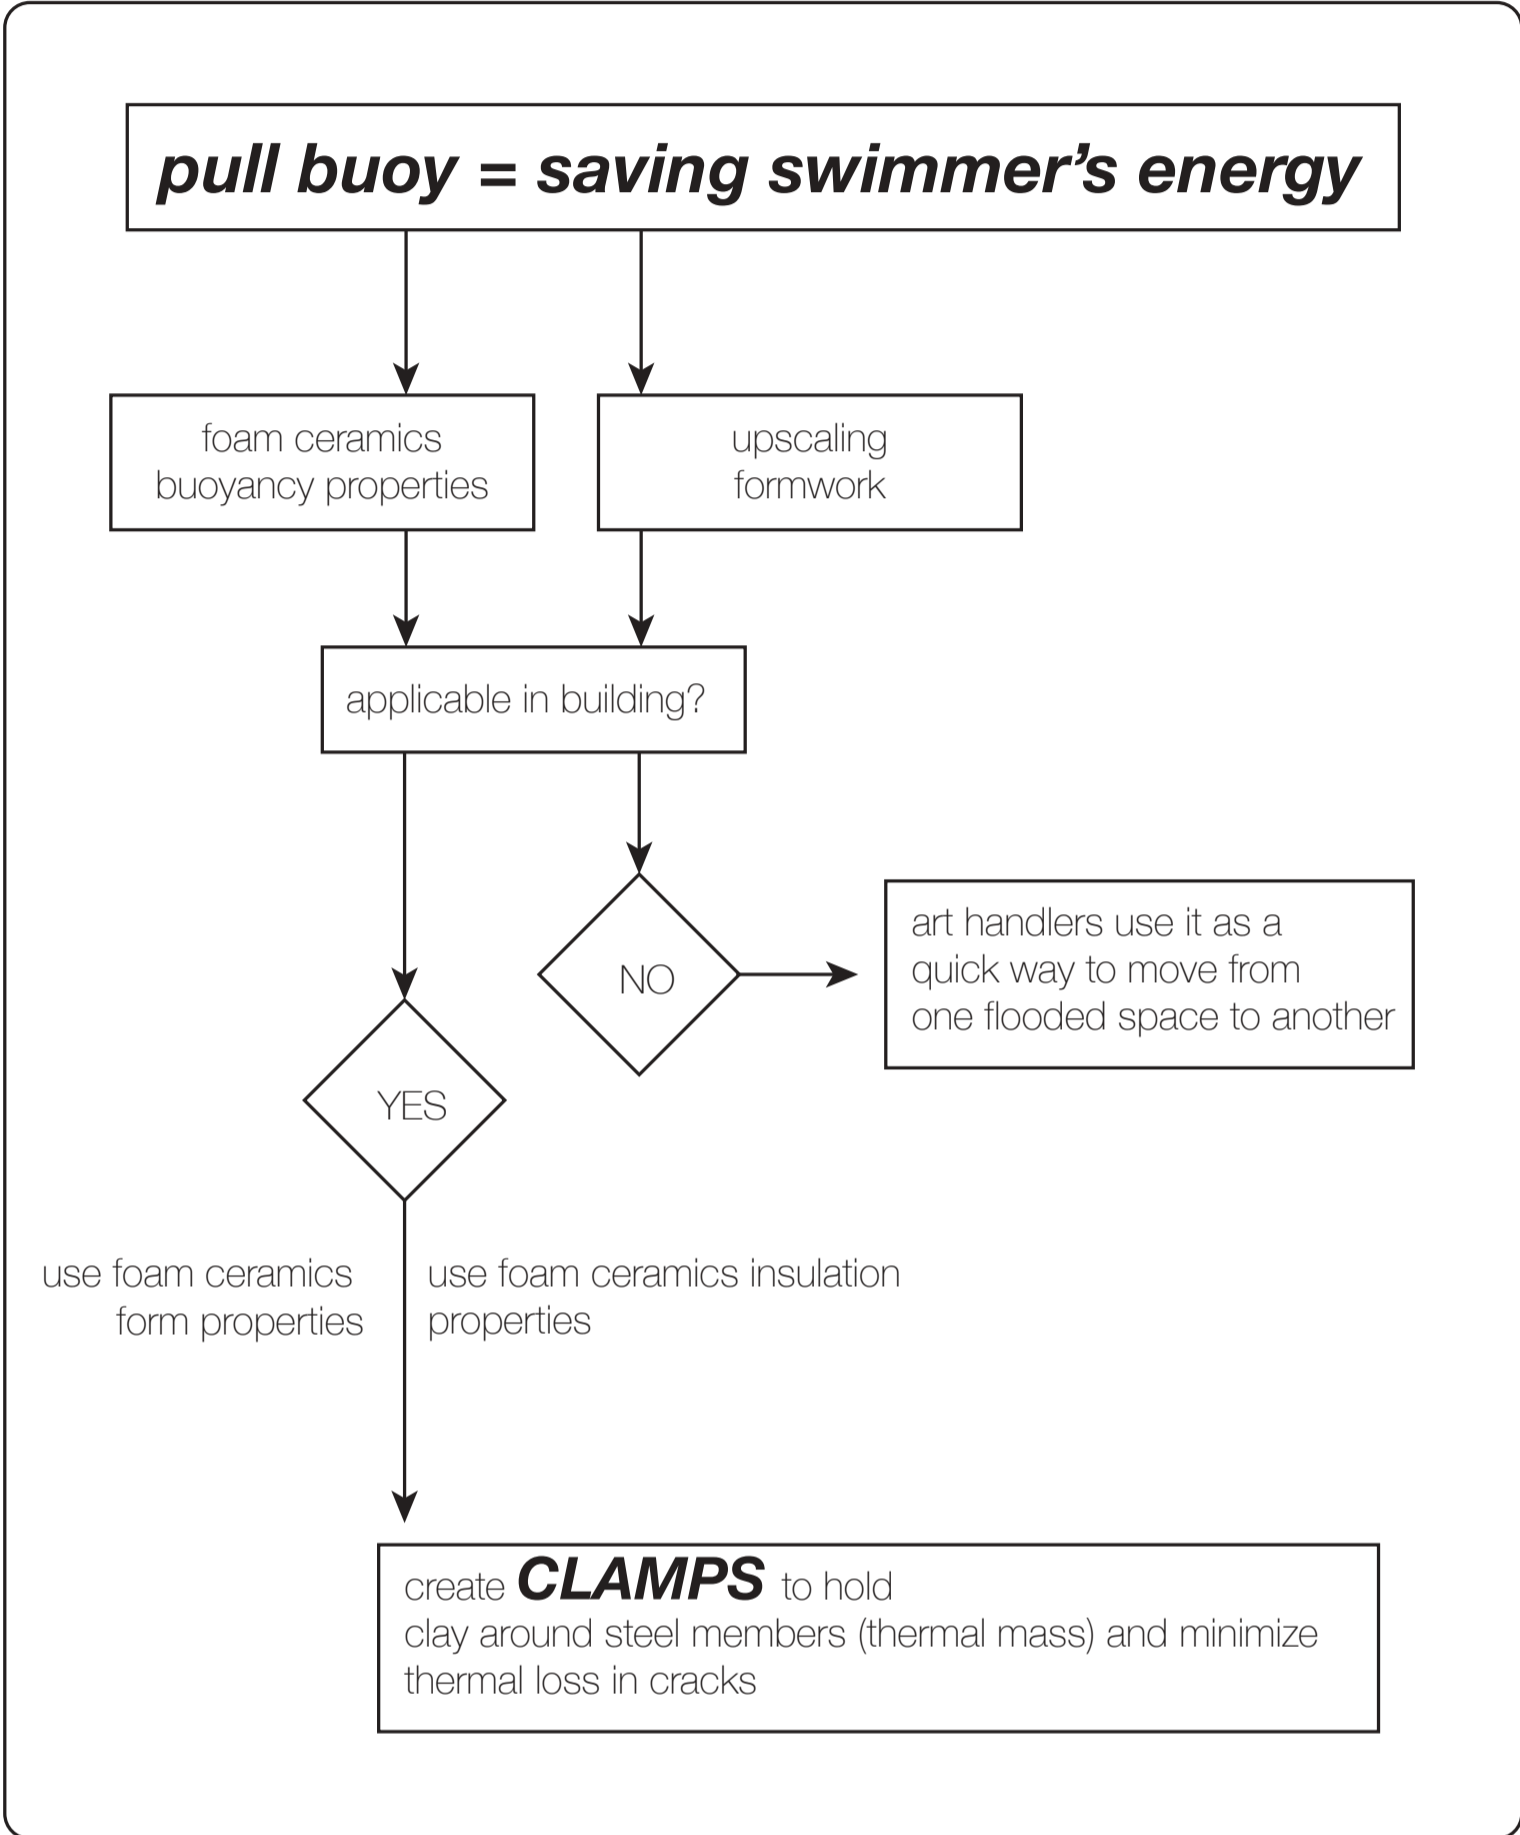 pull buoy = saving swimmer’s energy
foam ceramics
buoyancy properties
upscaling
formwork
applicable in building?
NO
art handlers use it as a
quick way to move from
one flooded space to another
YES
use foam ceramics
form properties
use foam ceramics insulation
properties
create CLAMPS to hold
clay around steel members (thermal mass) and minimize
thermal loss in cracks